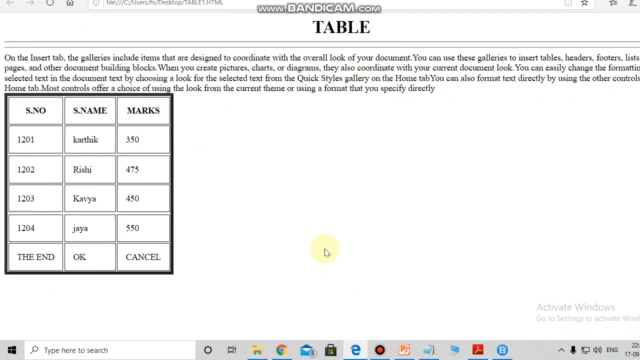 www.BANDICAM.com
file:///C:/Users/hi/Desktop/TABLE1.HTML
TABLE
On the Insert tab, the galleries include items that are designed to coordinate with the overall look of your document.You can use these galleries to insert tables, headers, footers, lists
pages, and other document building blocks.When you create pictures, charts, or diagrams, they also coordinate with your current document look.You can easily change the formatting
selected text in the document text by choosing a look for the selected text from the Quick Styles gallery on the Home tabYou can also format text directly by using the other controls
Home tab.Most controls offer a choice of using the look from the current theme or using a format that you specify directly
S.NO S.NAME MARKS
1201 karthik 350
1202 Rishi 475
1203 Kavya 450
1204 jaya 550
THE END OK CANCEL
Activate Windows
Go to Settings to activate Wind
Type here to search
ENG
22:
17-09